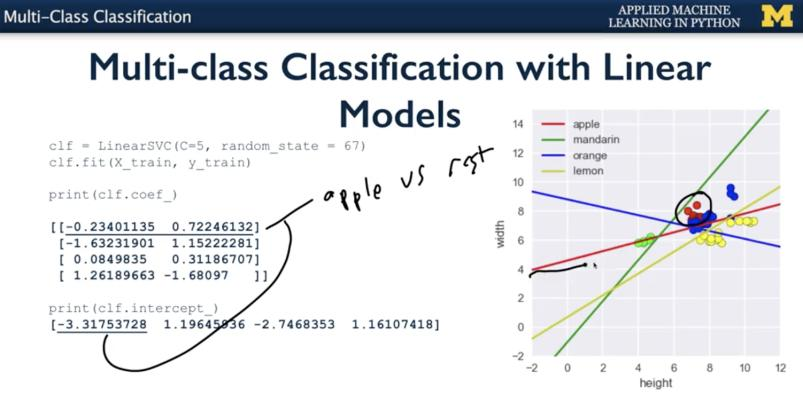 Multi-Class Classification
APPLIED MACHINE
LEARNING IN PYTHON
M
Multi-class Classification with Linear
Models
clf = LinearSVC(C=5, random_state = 67)
clf.fit(X_train, y_train)
print(clf.coef_)
[[-0.23401135 0.72246132]
[-1.63231901 1.15222281]
[ 0.0849835 0.31186707]
[ 1.26189663 -1.68097 ]]
print(clf.intercept_)
[-3.31753728 1.19645936 -2.7468353 1.16107418]
apple vs rest
apple
mandarin
orange
lemon
14
12
10
8
6
4
2
0
−2
width
−2 0 2 4 6 8 10 12
height